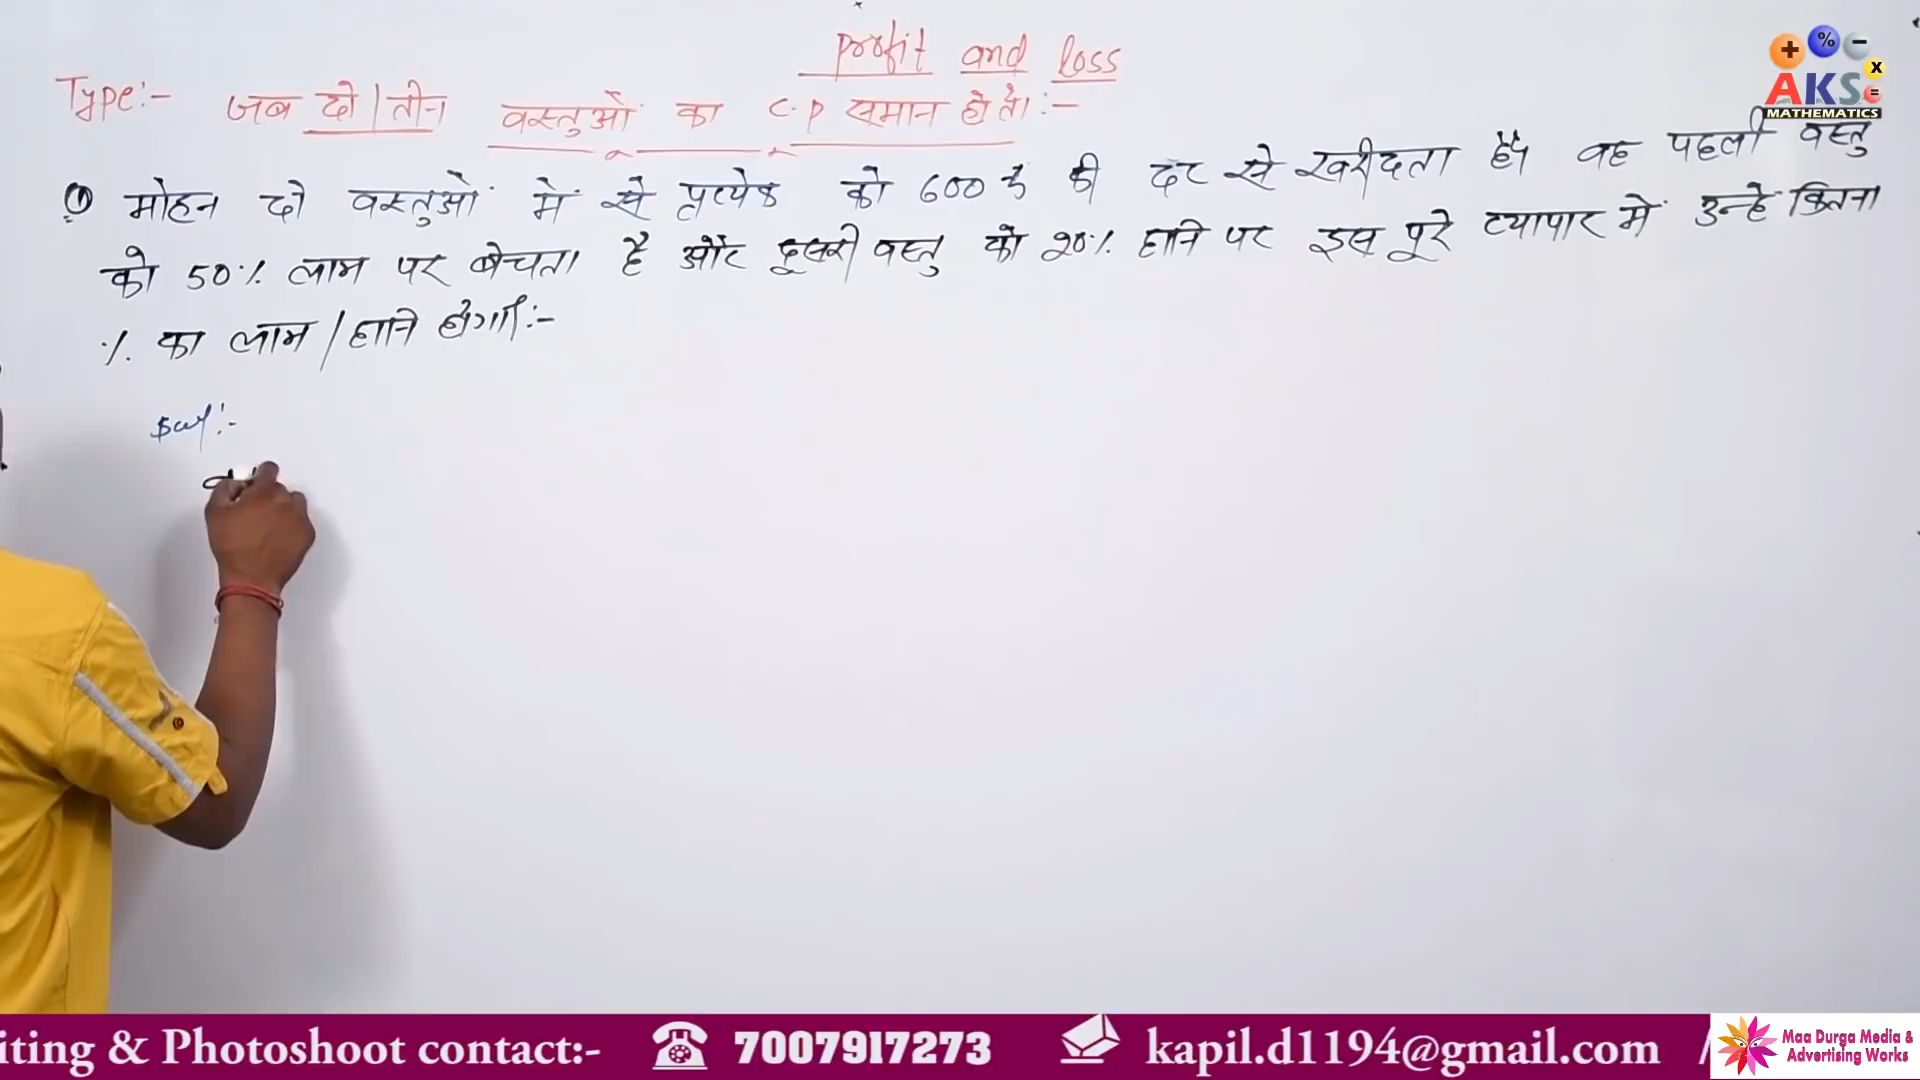 profit and loss
Type:- जब दो/तीन वस्तुओं का C.P समान हो तो:-
Q मोहन दो वस्तुओं में से प्रत्येक को 600 रु की दर से खरीदता है। वह पहली वस्तु
को 50% लाभ पर बेचता है और दूसरी वस्तु को 20% हानि पर इस पूरे व्यापार में उन्हे कितना
% का लाभ/हानि होगा:-
+ % - x =
AKS
MATHEMATICS
iting & Photoshoot contact:- 7007917273 kapil.d1194@gmail.com /
Maa Durga Media &
Advertising Works